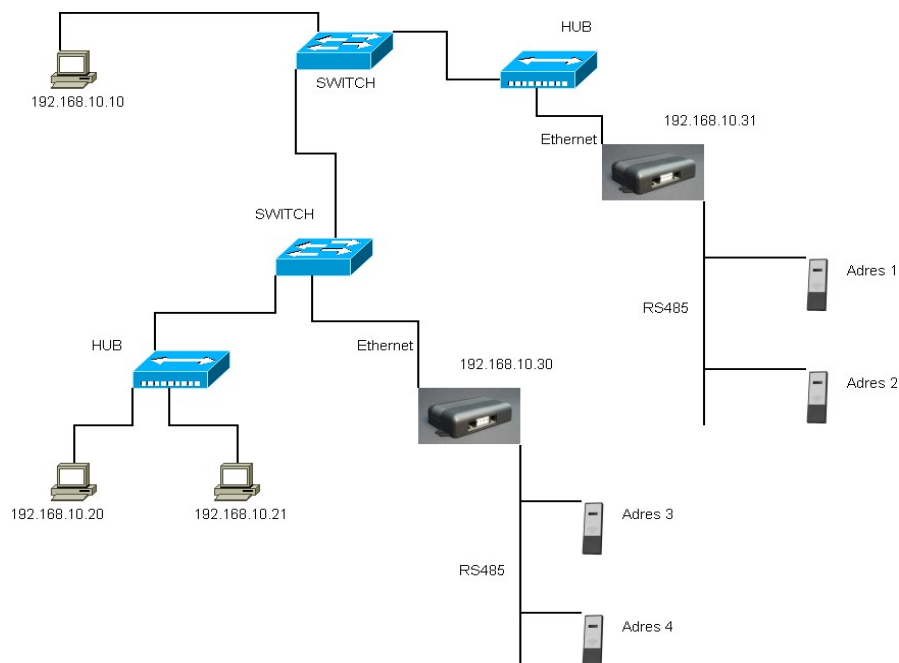 HUB
SWITCH
192.168.10.10
192.168.10.31
Ethernet
SWITCH
Adres 1
RS485
HUB
Ethernet
192.168.10.30
Adres 2
192.168.10.20
192.168.10.21
Adres 3
RS485
Adres 4